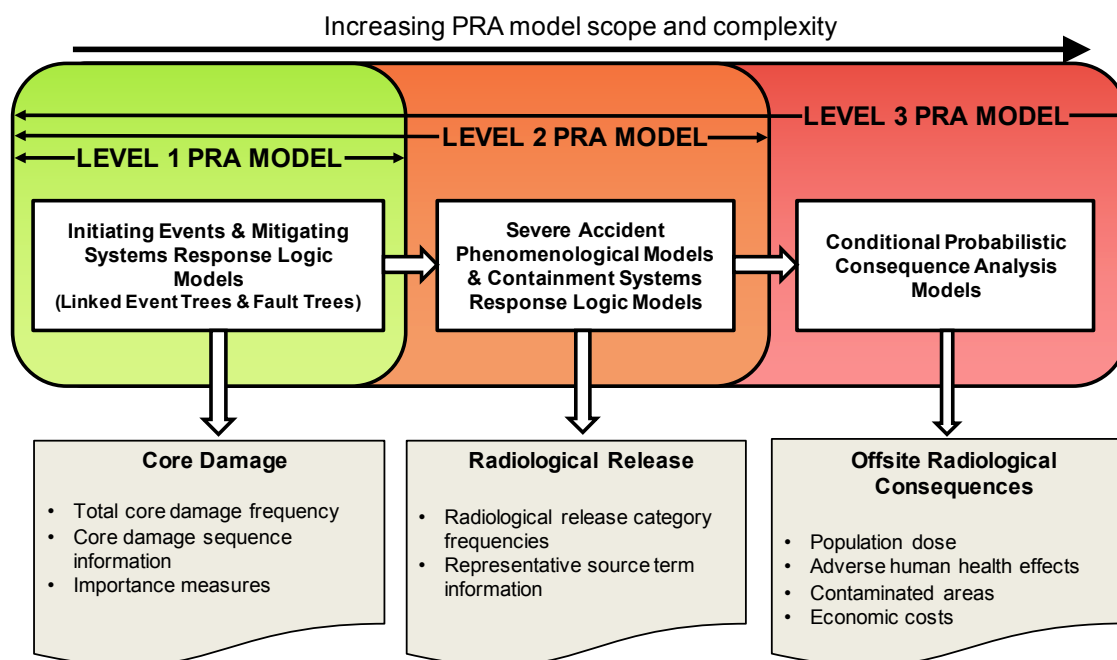 Increasing PRA model scope and complexity
LEVEL 3 PRA MODEL
LEVEL 2 PRA MODEL
LEVEL 1 PRA MODEL
Initiating Events & Mitigating
Systems Response Logic
Models
(Linked Event Trees & Fault Trees)
Severe Accident
Phenomenological Models
& Containment Systems
Response Logic Models
Conditional Probabilistic
Consequence Analysis
Models
Core Damage
• Total core damage frequency
• Core damage sequence
information
• Importance measures
Radiological Release
• Radiological release category
frequencies
• Representative source term
information
Offsite Radiological
Consequences
• Population dose
• Adverse human health effects
• Contaminated areas
• Economic costs